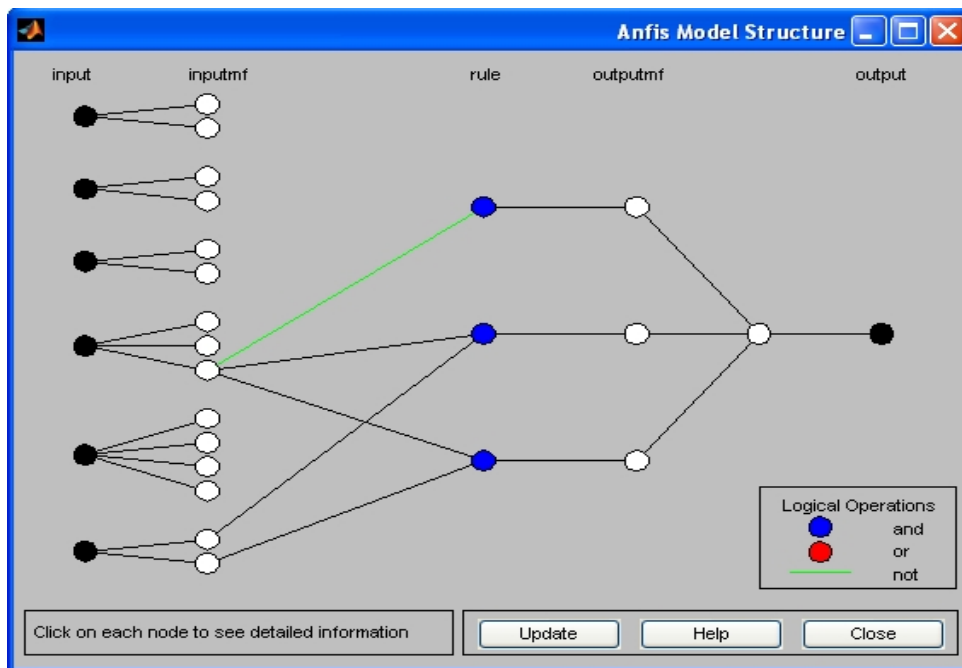 Anfis Model Structure
input inputmf rule outputmf output
Logical Operations
and
or
not
Click on each node to see detailed information
Update Help Close